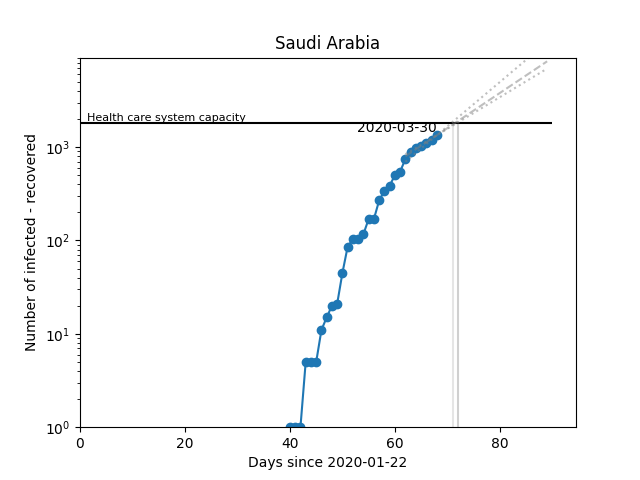 Saudi Arabia
Health care system capacity
2020-03-30
Number of infected - recovered
10³
10²
10¹
10⁰
0 20 40 60 80
Days since 2020-01-22